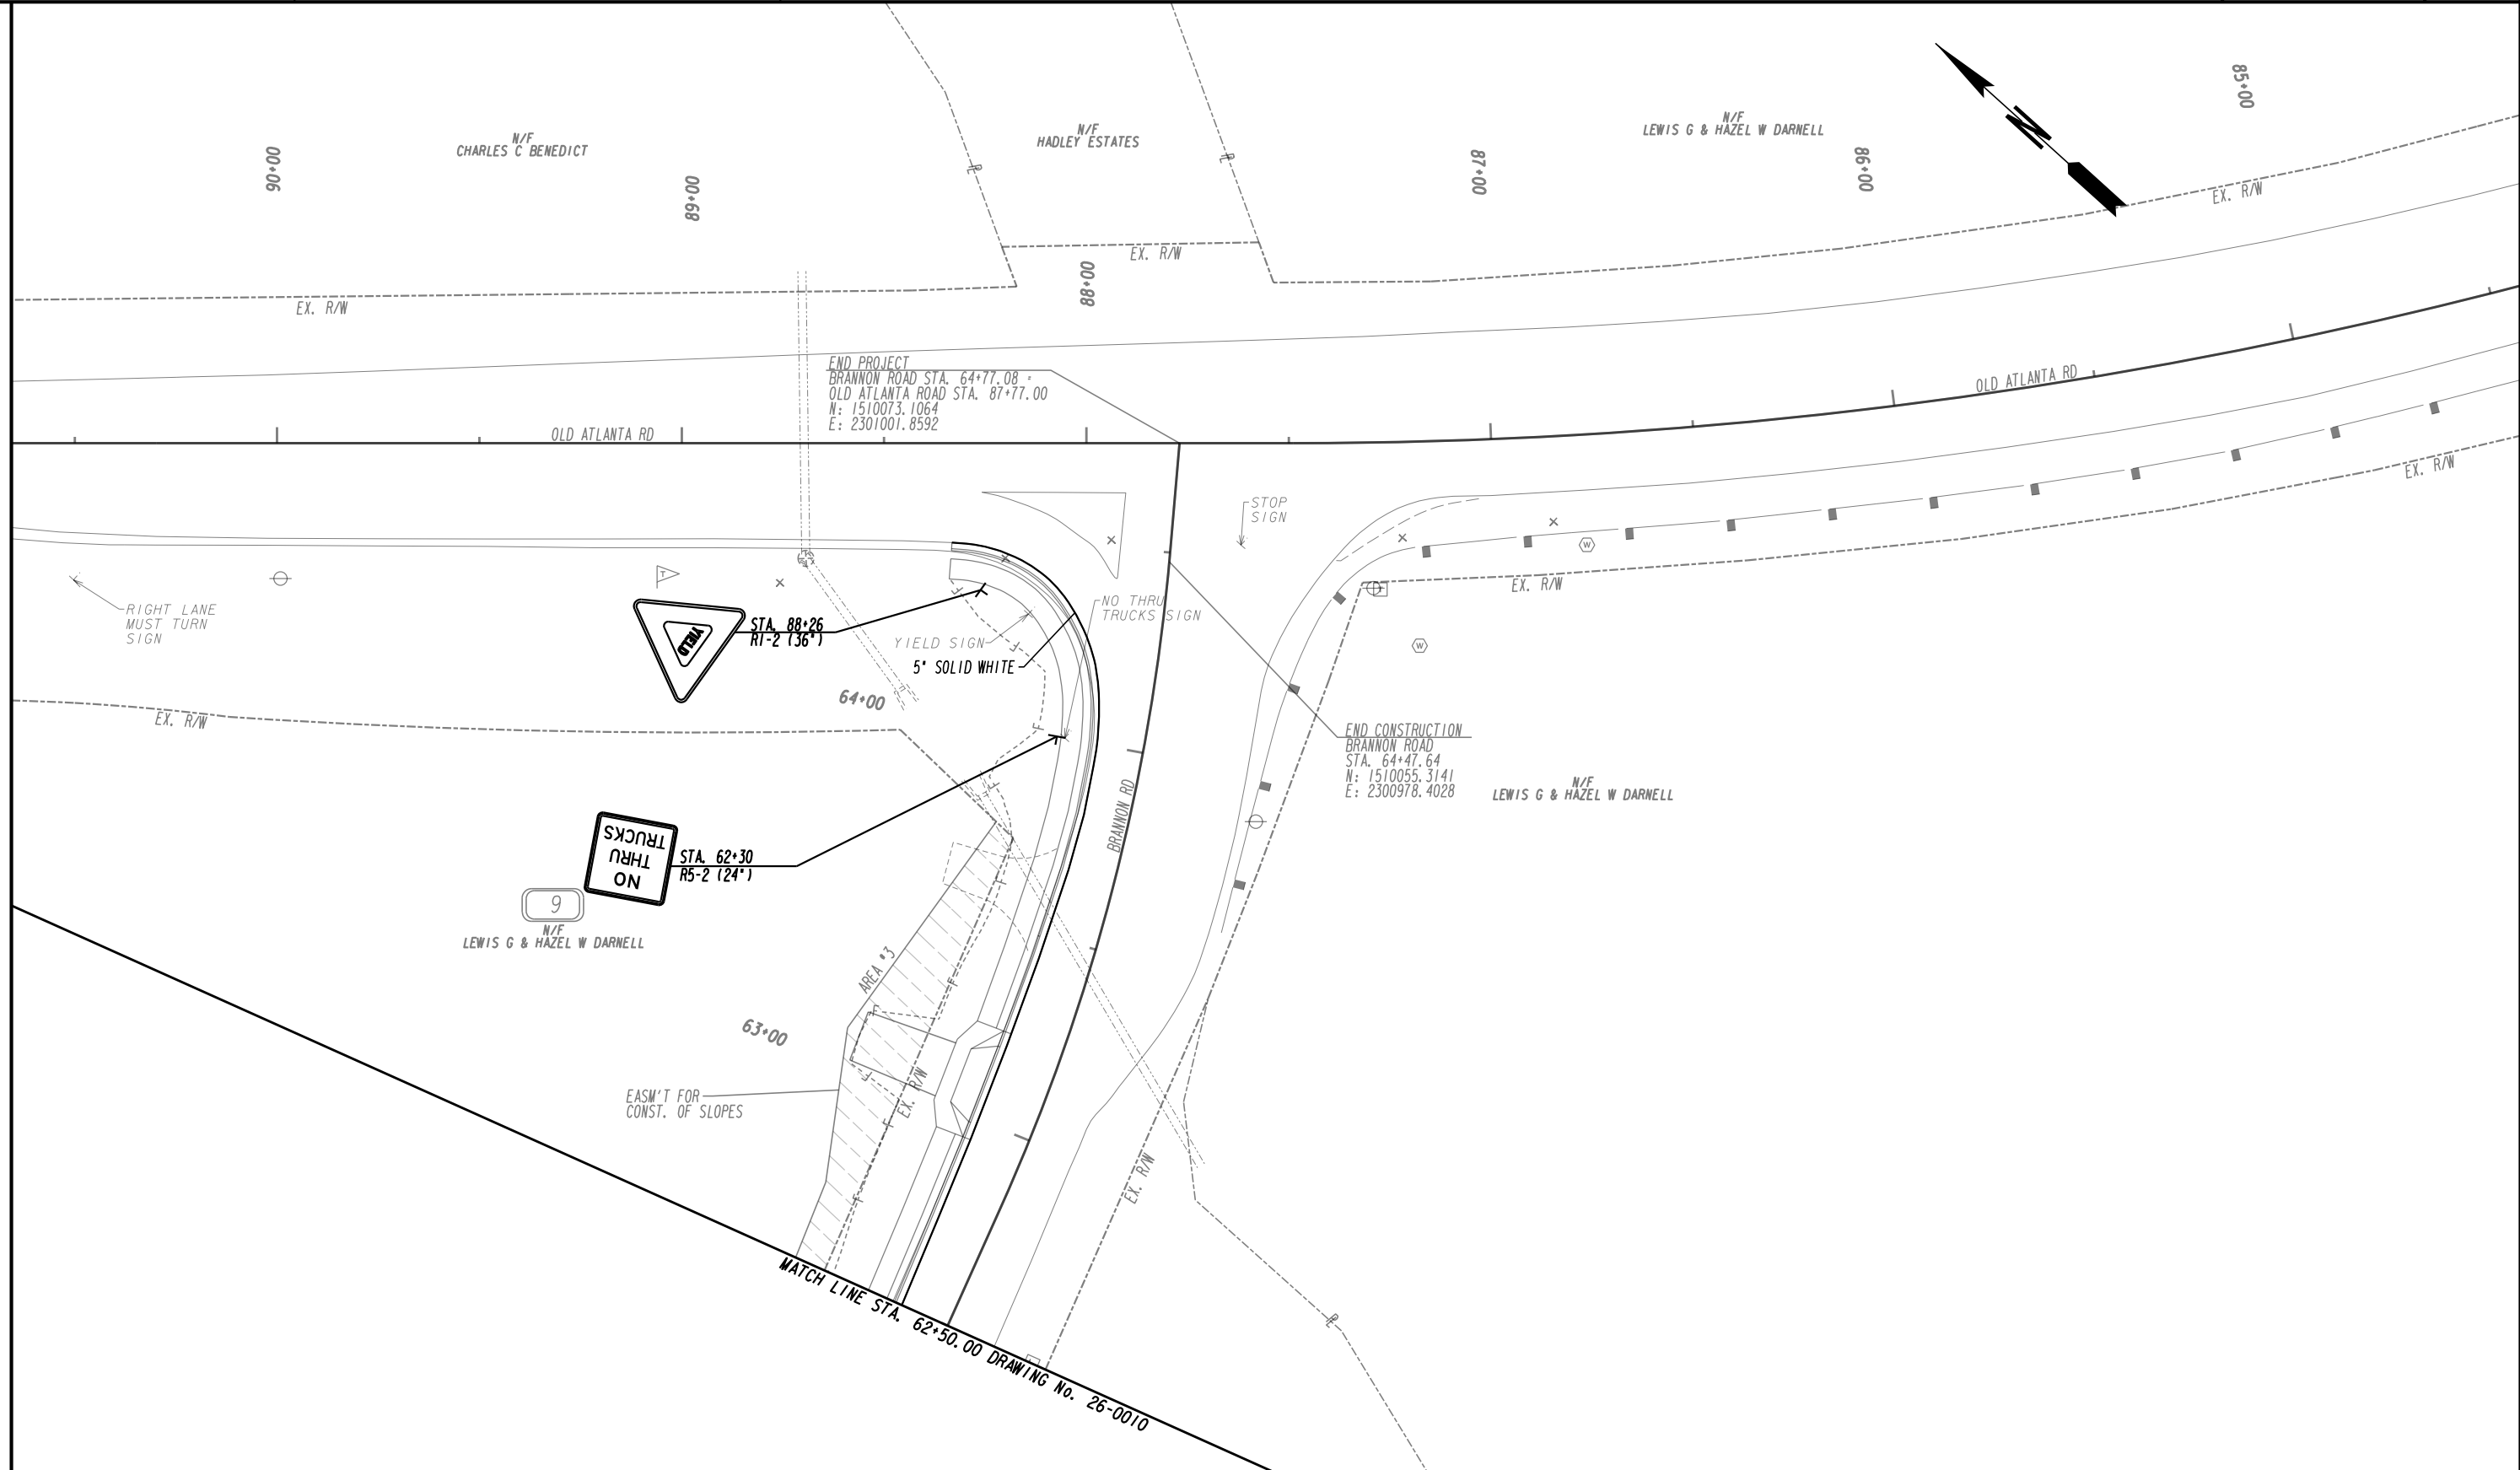 85+00
N/F
CHARLES C BENEDICT
N/F
HADLEY ESTATES
N/F
LEWIS G & HAZEL W DARNELL
N
90+00
89+00
88+00
87+00
86+00
PL
PL
EX. R/W
EX. R/W
EX. R/W
END PROJECT
BRANNON ROAD STA. 64+77.08 =
OLD ATLANTA ROAD STA. 87+77.00
N: 1510073.1064
E: 2301001.8592
OLD ATLANTA RD
OLD ATLANTA RD
EX. R/W
STOP
SIGN
W
EX. R/W
T
RIGHT LANE
MUST TURN
SIGN
YIELD
STA. 88+26
R1-2 (36")
NO THRU
TRUCKS SIGN
YIELD SIGN
5" SOLID WHITE
W
64+00
EX. R/W
END CONSTRUCTION
BRANNON ROAD
STA. 64+47.64
N: 1510055.3141
E: 2300978.4028
N/F
LEWIS G & HAZEL W DARNELL
BRANNON RD
NO
THRU
TRUCKS
STA. 62+30
R5-2 (24")
9
N/F
LEWIS G & HAZEL W DARNELL
AREA #3
63+00
EASM'T FOR
CONST. OF SLOPES
EX. R/W
EX. R/W
F
F
F
F
F
F
F
F
F
F
PL
MATCH LINE STA. 62+50.00 DRAWING No. 26-0010